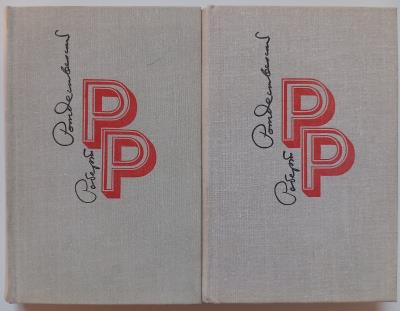 Роберт Рождественский
РР
Роберт Рождественский
РР